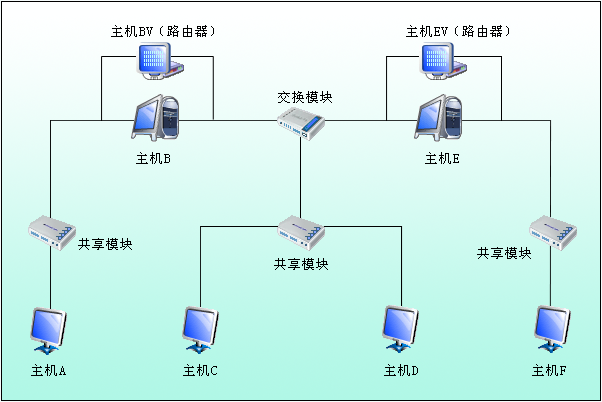 主机BV(路由器)
主机EV(路由器)
交换模块
主机B
主机E
共享模块
共享模块
共享模块
主机A
主机C
主机D
主机F